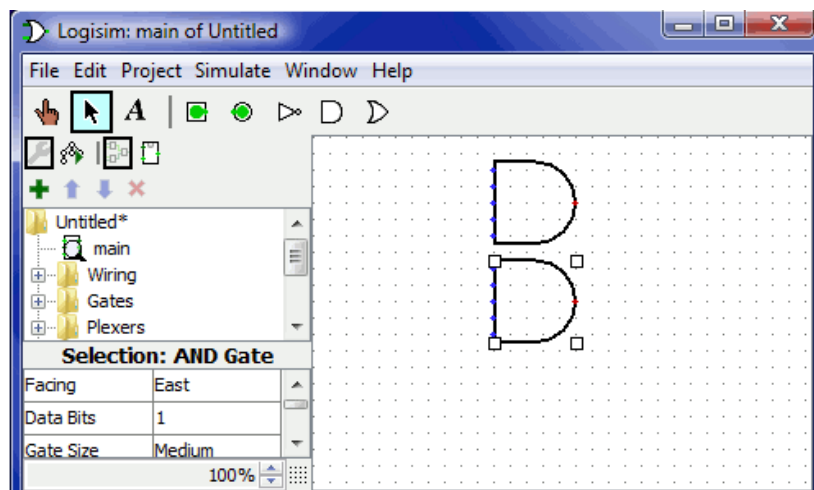 Logisim: main of Untitled
File Edit Project Simulate Window Help
A
Untitled*
main
Wiring
Gates
Plexers
Selection: AND Gate
Facing East
Data Bits 1
Gate Size Medium
100%